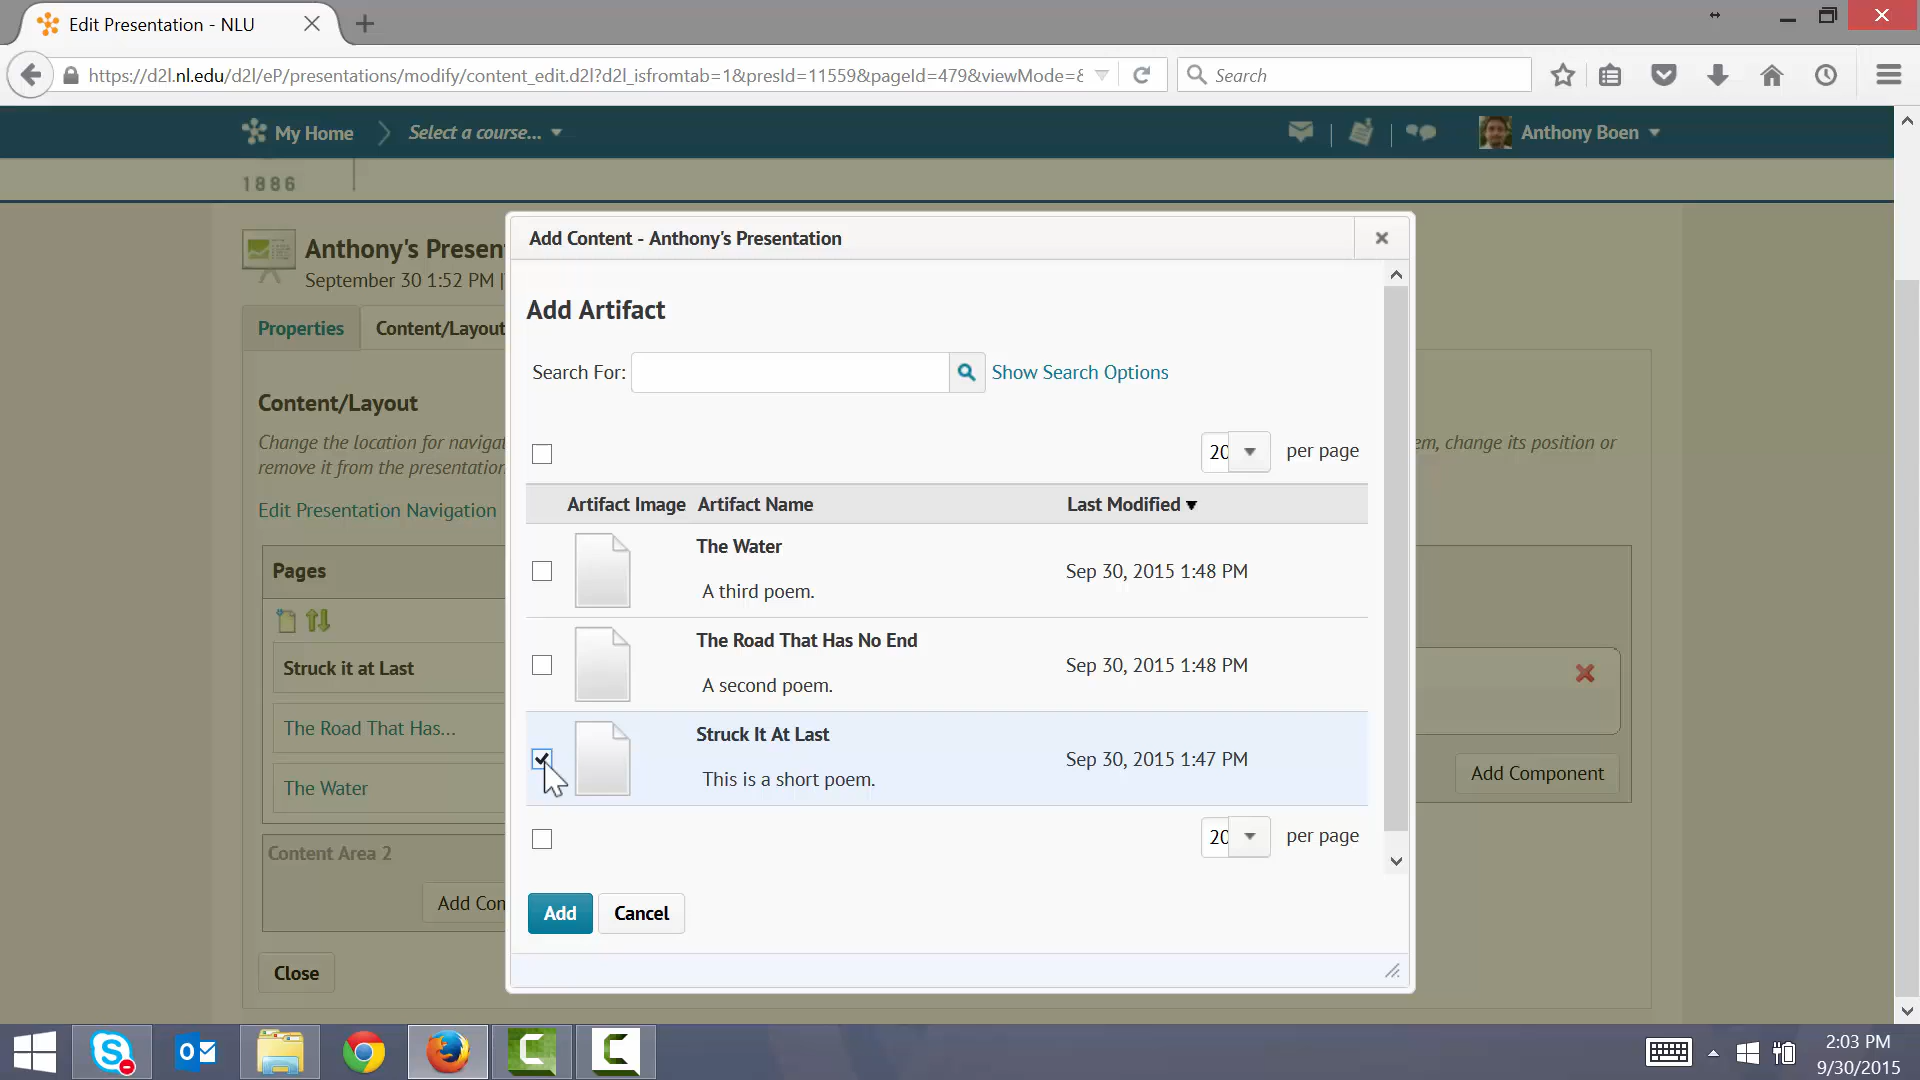 Edit Presentation - NLU
https://d2l.nl.edu/d2l/eP/presentations/modify/content_edit.d2l?d2l_isfromtab=1&presId=11559&pageId=479&viewMode=&
Search
My Home
Select a course...
Anthony Boen
1886
Anthony's Presen
September 30 1:52 PM |
Properties
Content/Layout
Content/Layout
Change the location for navigat
em, change its position or
remove it from the presentation
Edit Presentation Navigation
Pages
Struck it at Last
The Road That Has...
The Water
Content Area 2
Add Con
Close
Add Component
Add Content - Anthony's Presentation
Add Artifact
Search For:
Show Search Options
20
per page
Artifact Image
Artifact Name
Last Modified
The Water
A third poem.
Sep 30, 2015 1:48 PM
The Road That Has No End
A second poem.
Sep 30, 2015 1:48 PM
Struck It At Last
This is a short poem.
Sep 30, 2015 1:47 PM
20
per page
Add
Cancel
2:03 PM
9/30/2015